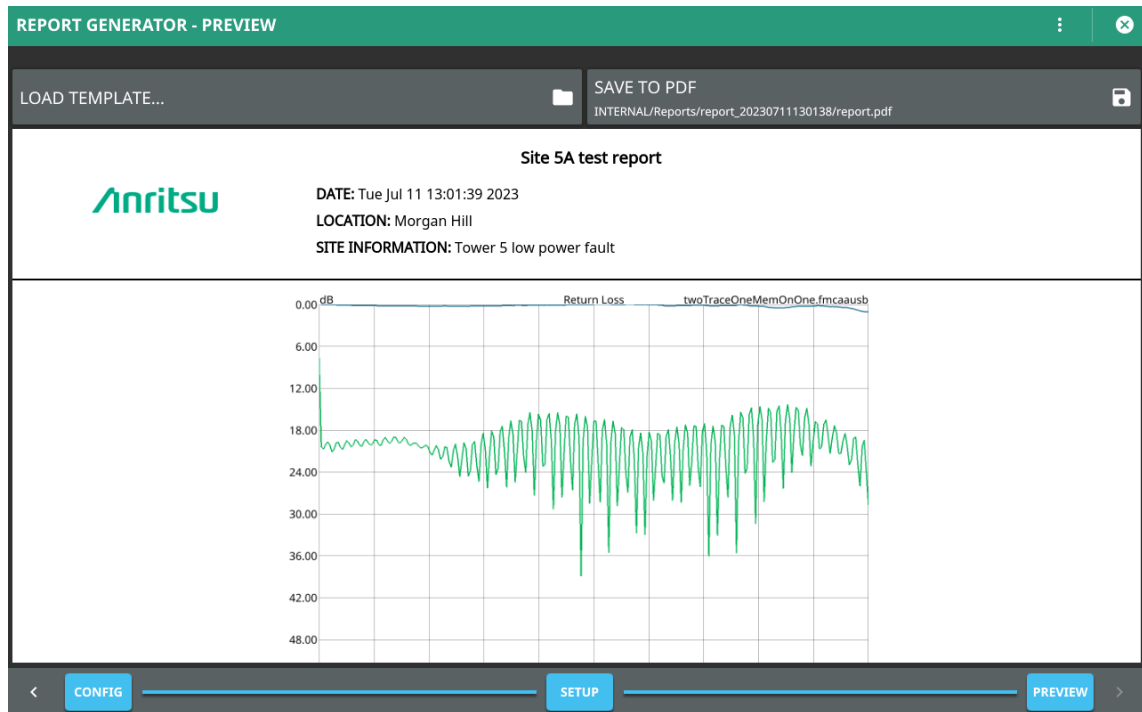 REPORT GENERATOR - PREVIEW
LOAD TEMPLATE...
SAVE TO PDF
INTERNAL/Reports/report_20230711130138/report.pdf
Site 5A test report
Anritsu
DATE: Tue Jul 11 13:01:39 2023
LOCATION: Morgan Hill
SITE INFORMATION: Tower 5 low power fault
dB Return Loss twoTraceOneMemOnOne.fmcaausb
0.00
6.00
12.00
18.00
24.00
30.00
36.00
42.00
48.00
CONFIG SETUP PREVIEW